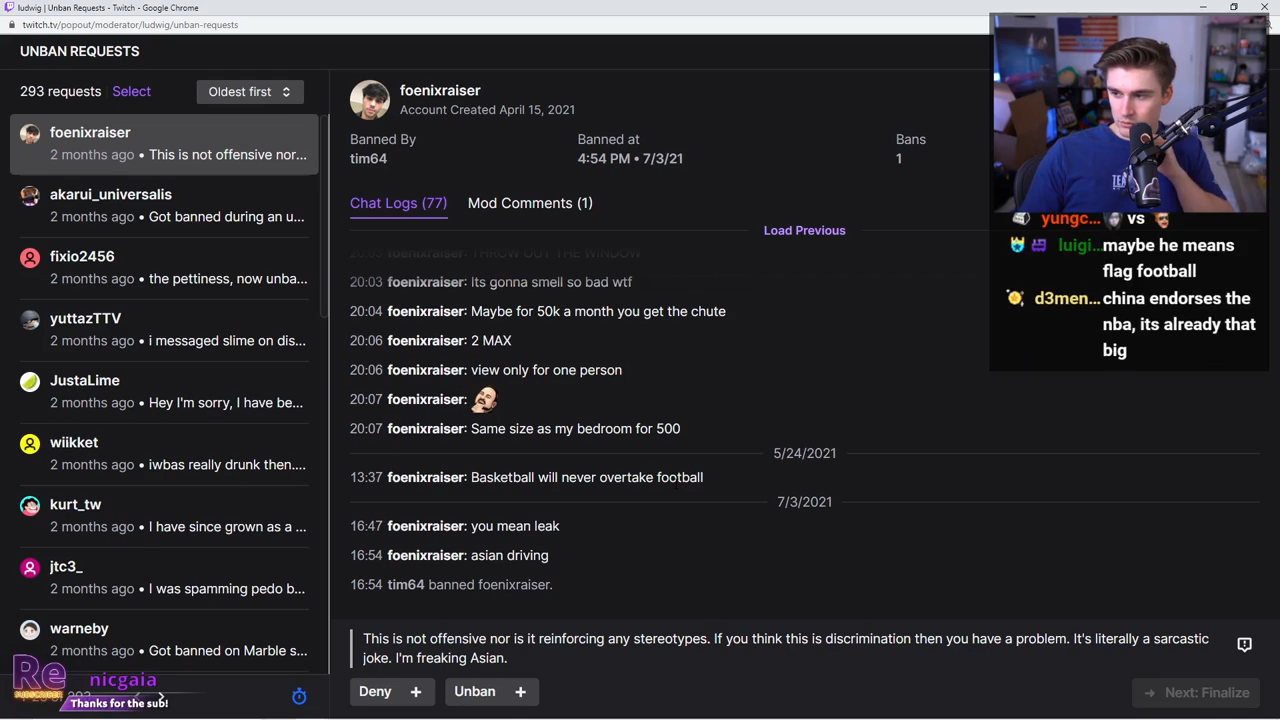 ludwig | Unban Requests - Twitch - Google Chrome
twitch.tv/popout/moderator/ludwig/unban-requests
UNBAN REQUESTS
293 requests Select Oldest first
foenixraiser
2 months ago • This is not offensive nor...
akarui_universalis
2 months ago • Got banned during an u...
fixio2456
2 months ago • the pettiness, now unba...
yuttazTTV
2 months ago • i messaged slime on dis...
JustaLime
2 months ago • Hey I'm sorry, I have be...
wiikket
2 months ago • iwbas really drunk then....
kurt_tw
2 months ago • I have since grown as a ...
jtc3_
2 months ago • I was spamming pedo b...
warneby
2 months ago • Got banned on Marble s...
Re
nicgaia
Thanks for the sub!
foenixraiser
Account Created April 15, 2021
Banned By Banned at Bans
tim64 4:54 PM • 7/3/21 1
Chat Logs (77) Mod Comments (1)
Load Previous
20:03 foenixraiser: THROW OUT THE WINDOW
20:03 foenixraiser: Its gonna smell so bad wtf
20:04 foenixraiser: Maybe for 50k a month you get the chute
20:06 foenixraiser: 2 MAX
20:06 foenixraiser: view only for one person
20:07 foenixraiser:
20:07 foenixraiser: Same size as my bedroom for 500
5/24/2021
13:37 foenixraiser: Basketball will never overtake football
7/3/2021
16:47 foenixraiser: you mean leak
16:54 foenixraiser: asian driving
16:54 tim64 banned foenixraiser.
This is not offensive nor is it reinforcing any stereotypes. If you think this is discrimination then you have a problem. It's literally a sarcastic
joke. I'm freaking Asian.
Deny + Unban + Next: Finalize
yungc... vs
luigi... maybe he means
flag football
d3men... china endorses the
nba, its already that
big